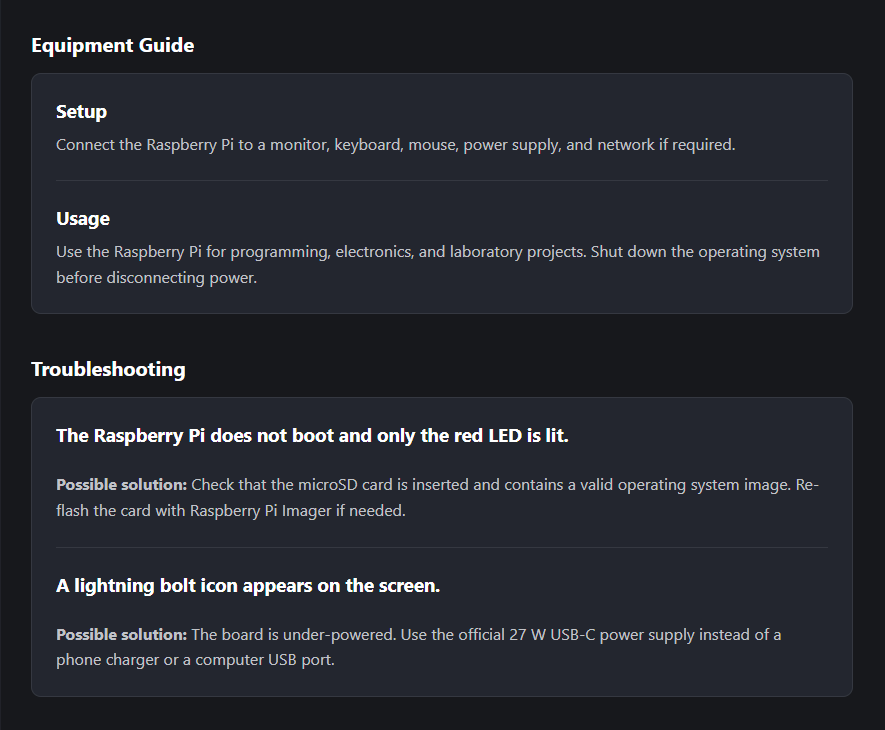 Equipment Guide
Setup
Connect the Raspberry Pi to a monitor, keyboard, mouse, power supply, and network if required.
Usage
Use the Raspberry Pi for programming, electronics, and laboratory projects. Shut down the operating system
before disconnecting power.
Troubleshooting
The Raspberry Pi does not boot and only the red LED is lit.
Possible solution: Check that the microSD card is inserted and contains a valid operating system image. Re-
flash the card with Raspberry Pi Imager if needed.
A lightning bolt icon appears on the screen.
Possible solution: The board is under-powered. Use the official 27 W USB-C power supply instead of a
phone charger or a computer USB port.